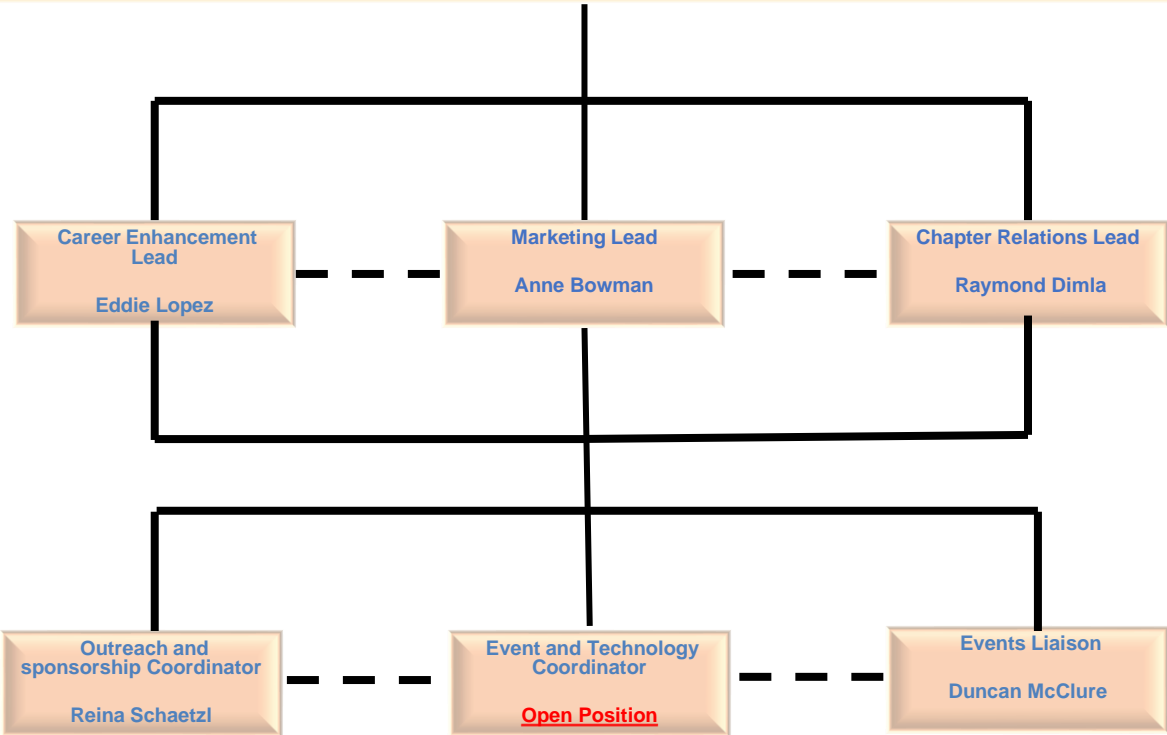 Career Enhancement
Lead
Eddie Lopez
Marketing Lead
Anne Bowman
Chapter Relations Lead
Raymond Dimla
Outreach and
sponsorship Coordinator
Reina Schaetzl
Event and Technology
Coordinator
Open Position
Events Liaison
Duncan McClure